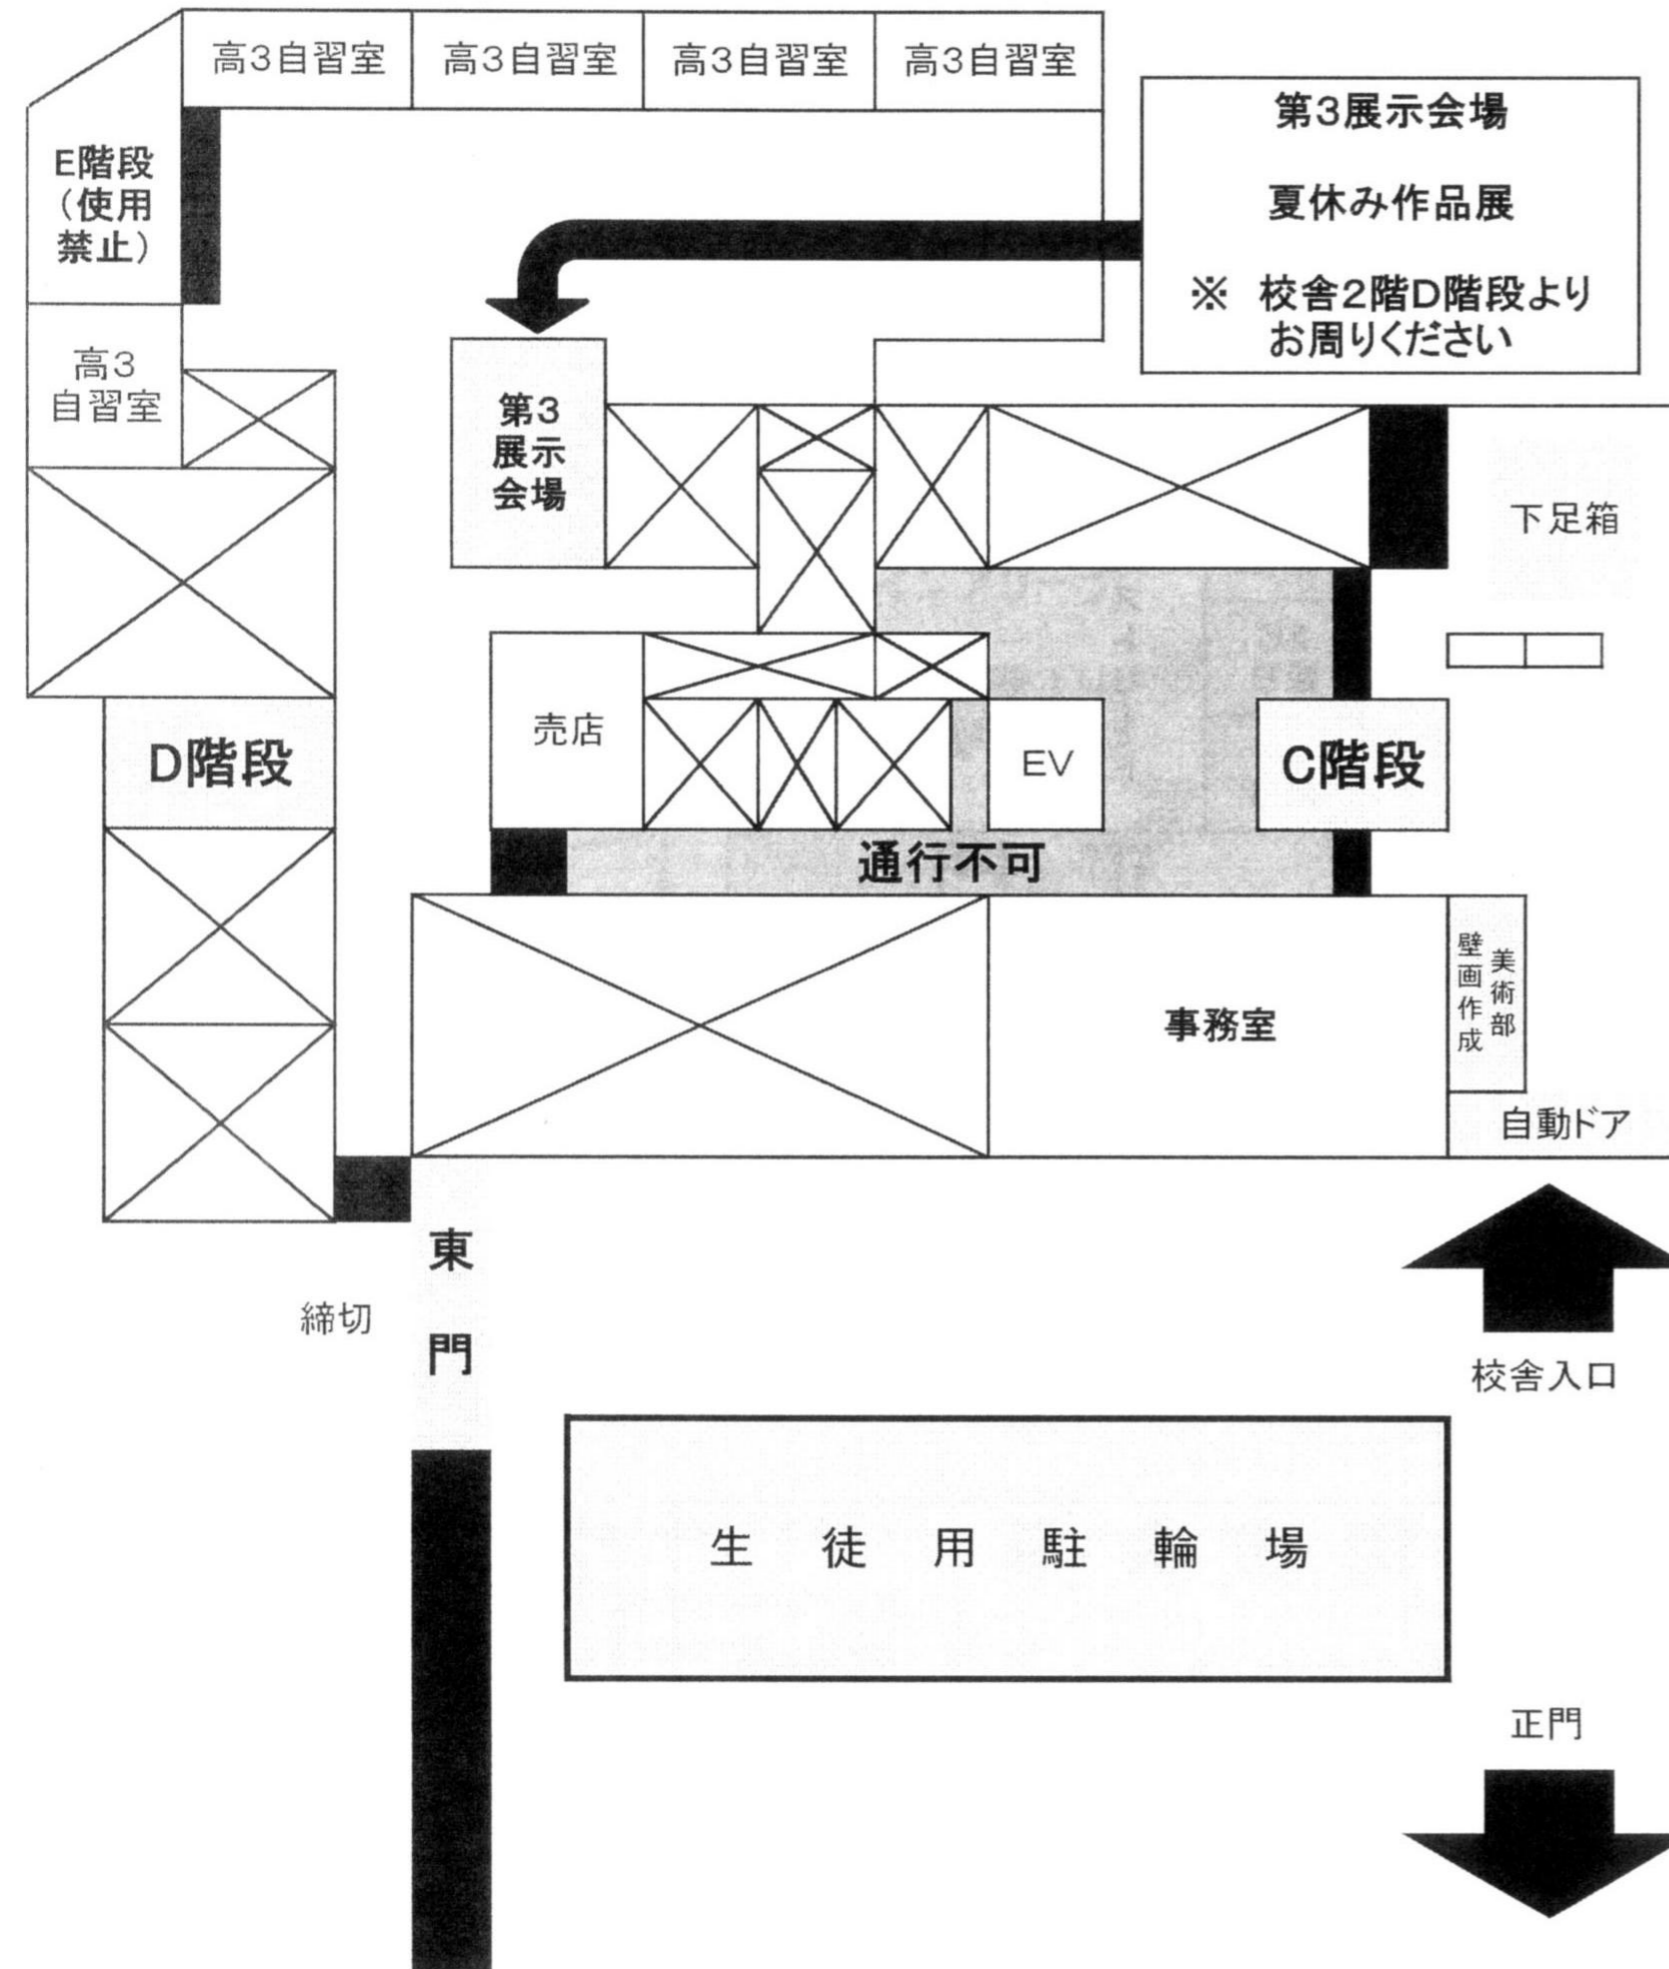 高3自習室
高3自習室
高3自習室
高3自習室
第3展示会場
夏休み作品展
※ 校舎2階D階段より
お周りください
E階段
（使用
禁止）
高3
自習室
第3
展示
会場
下足箱
売店
EV
D階段
C階段
通行不可
事務室
美術部
壁画作成
自動ドア
東
門
締切
校舎入口
生徒用駐輪場
正門